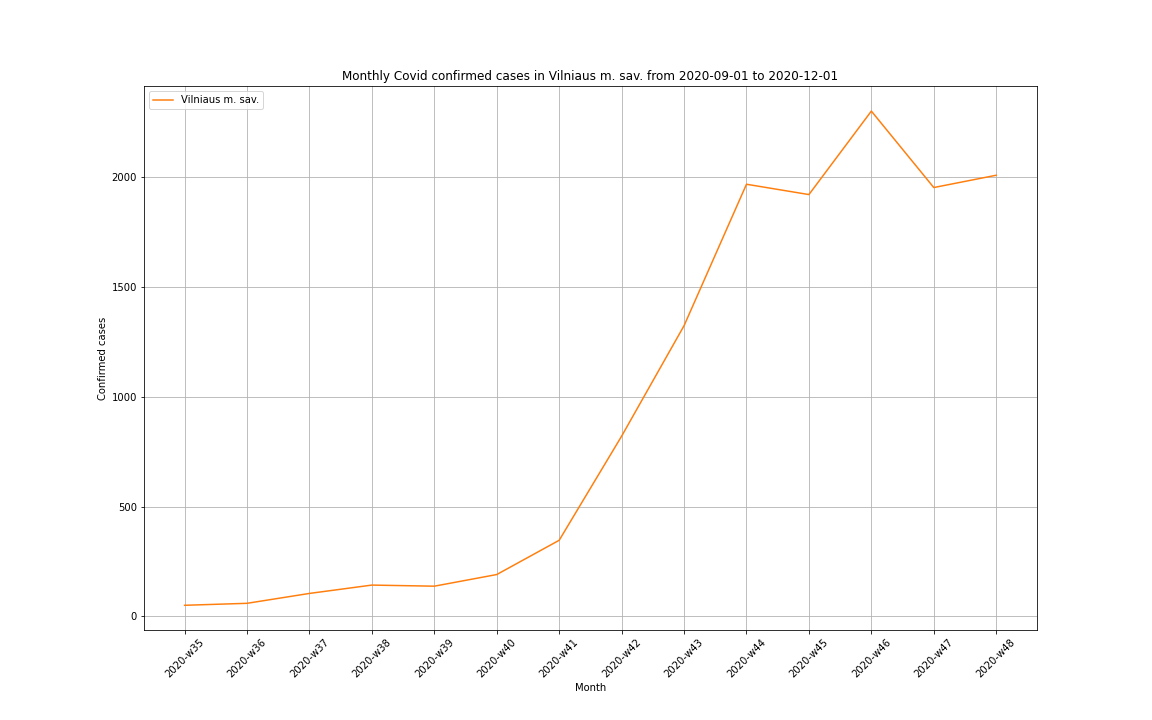 Monthly Covid confirmed cases in Vilniaus m. sav. from 2020-09-01 to 2020-12-01
Vilniaus m. sav.
2000
1500
1000
500
0
Confirmed cases
2020-w35
2020-w36
2020-w37
2020-w38
2020-w39
2020-w40
2020-w41
2020-w42
2020-w43
2020-w44
2020-w45
2020-w46
2020-w47
2020-w48
Month